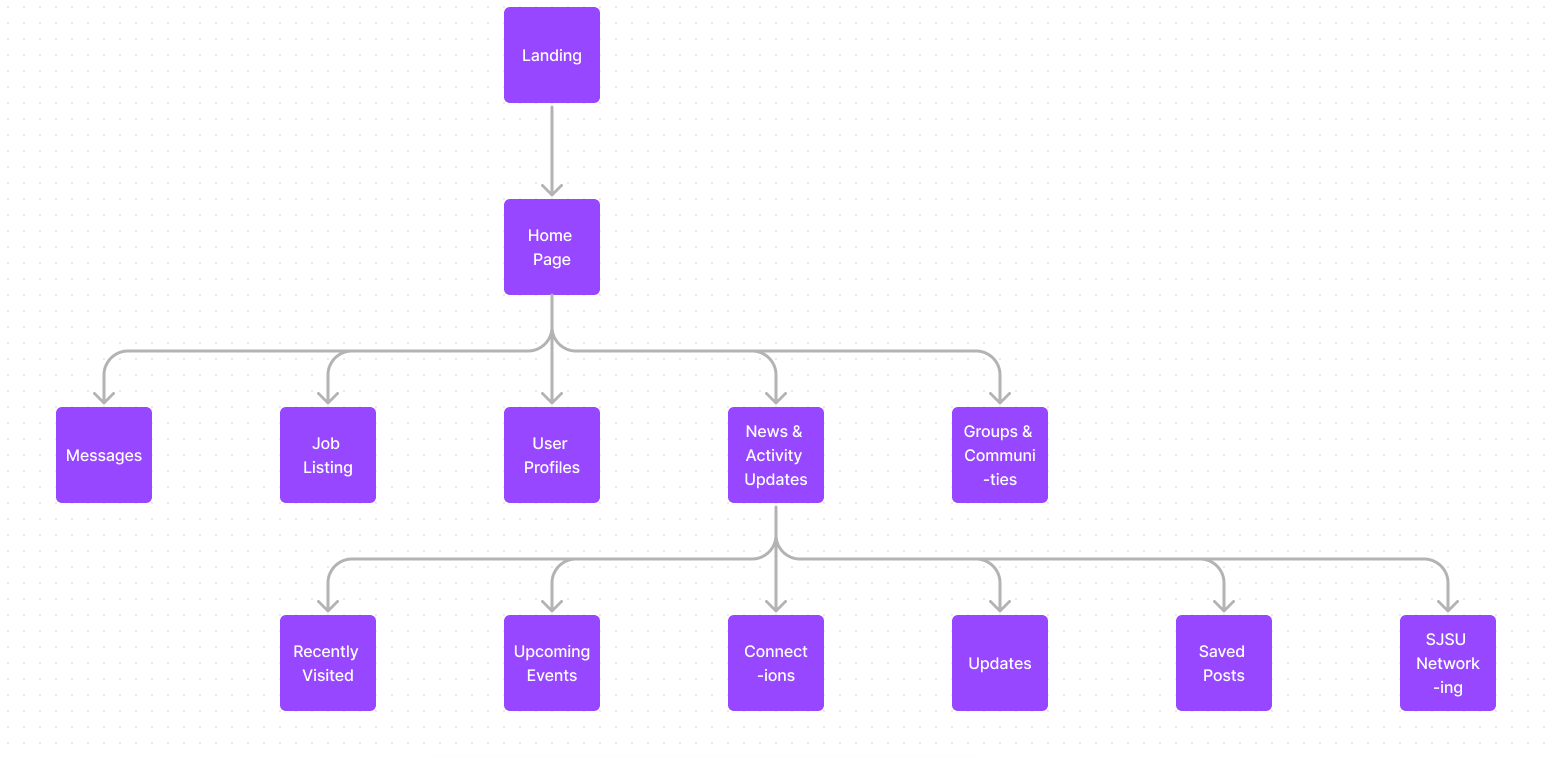 Landing
Home
Page
Messages
Job
Listing
User
Profiles
News &
Activity
Updates
Groups &
Communi
-ties
Recently
Visited
Upcoming
Events
Connect
-ions
Updates
Saved
Posts
SJSU
Network
-ing